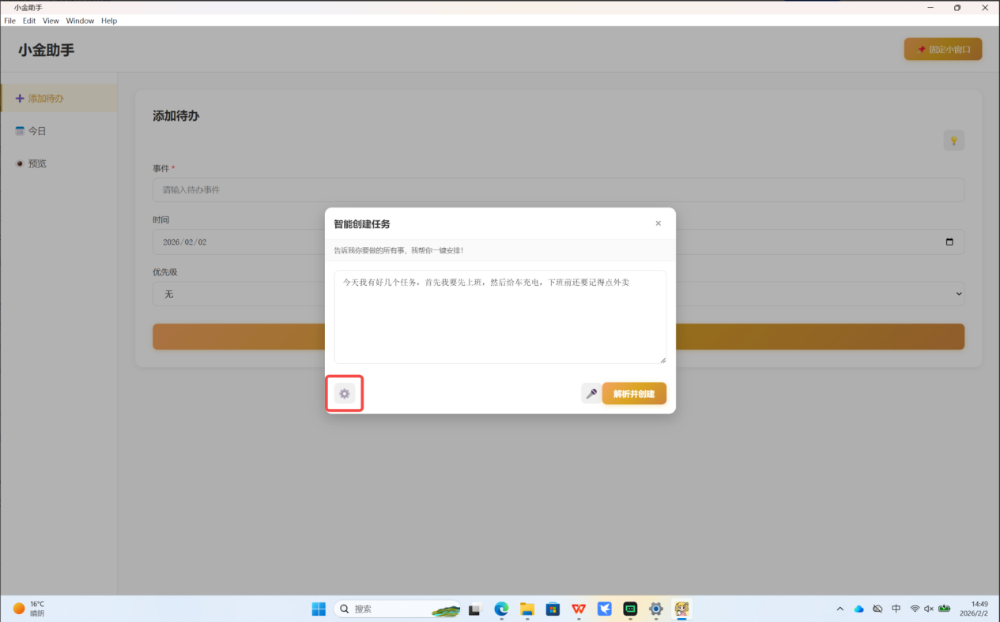 小金助手
File Edit View Window Help
小金助手
固定小窗口
添加待办
今日
预览
添加待办
事件 *
请输入待办事件
时间
2026/02/02
优先级
无
智能创建任务
×
告诉我你要做的所有事，我帮你一键安排！
今天我有好几个任务，首先我要先上班，然后给车充电，下班前还要记得点外卖
解析并创建
16°C
晴朗
搜索
中
14:49
2026/2/2